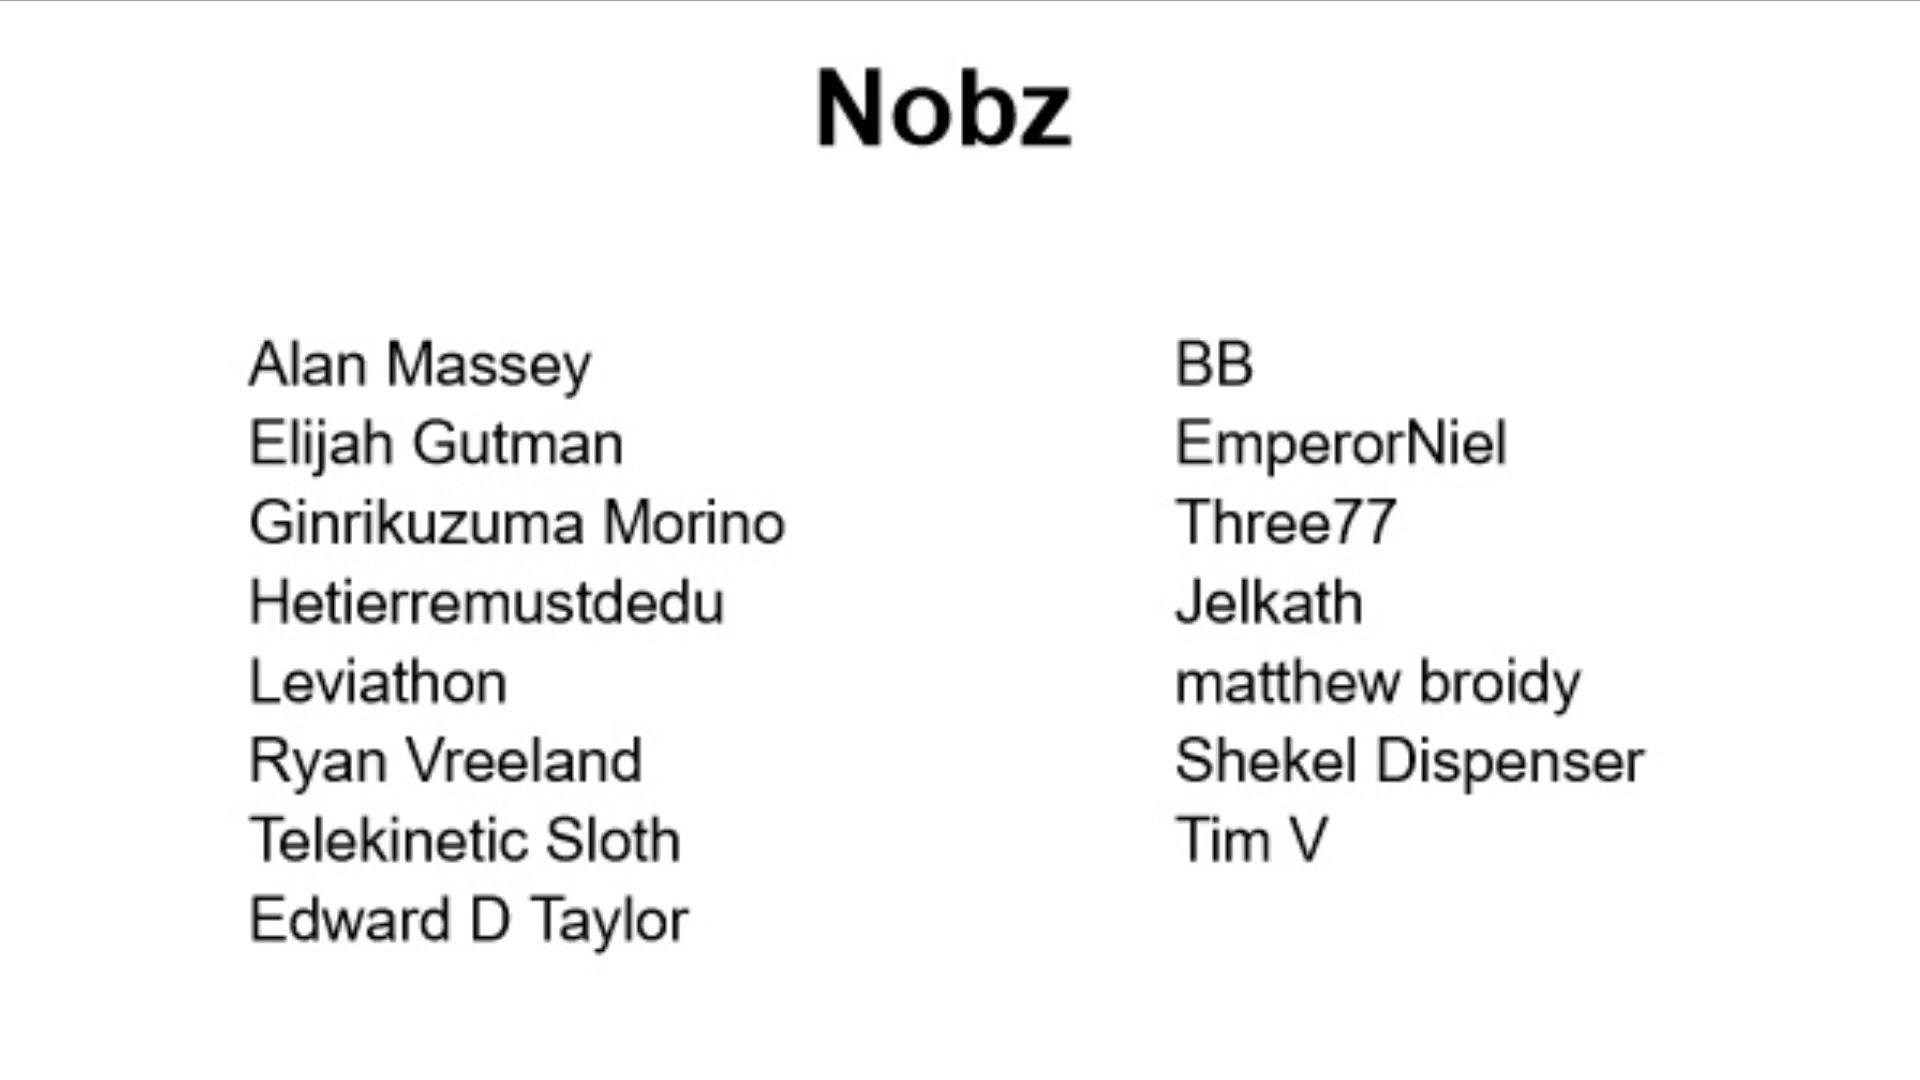 Nobz
Alan Massey
Elijah Gutman
Ginrikuzuma Morino
Hetierremustdedu
Leviathon
Ryan Vreeland
Telekinetic Sloth
Edward D Taylor
BB
EmperorNiel
Three77
Jelkath
matthew broidy
Shekel Dispenser
Tim V